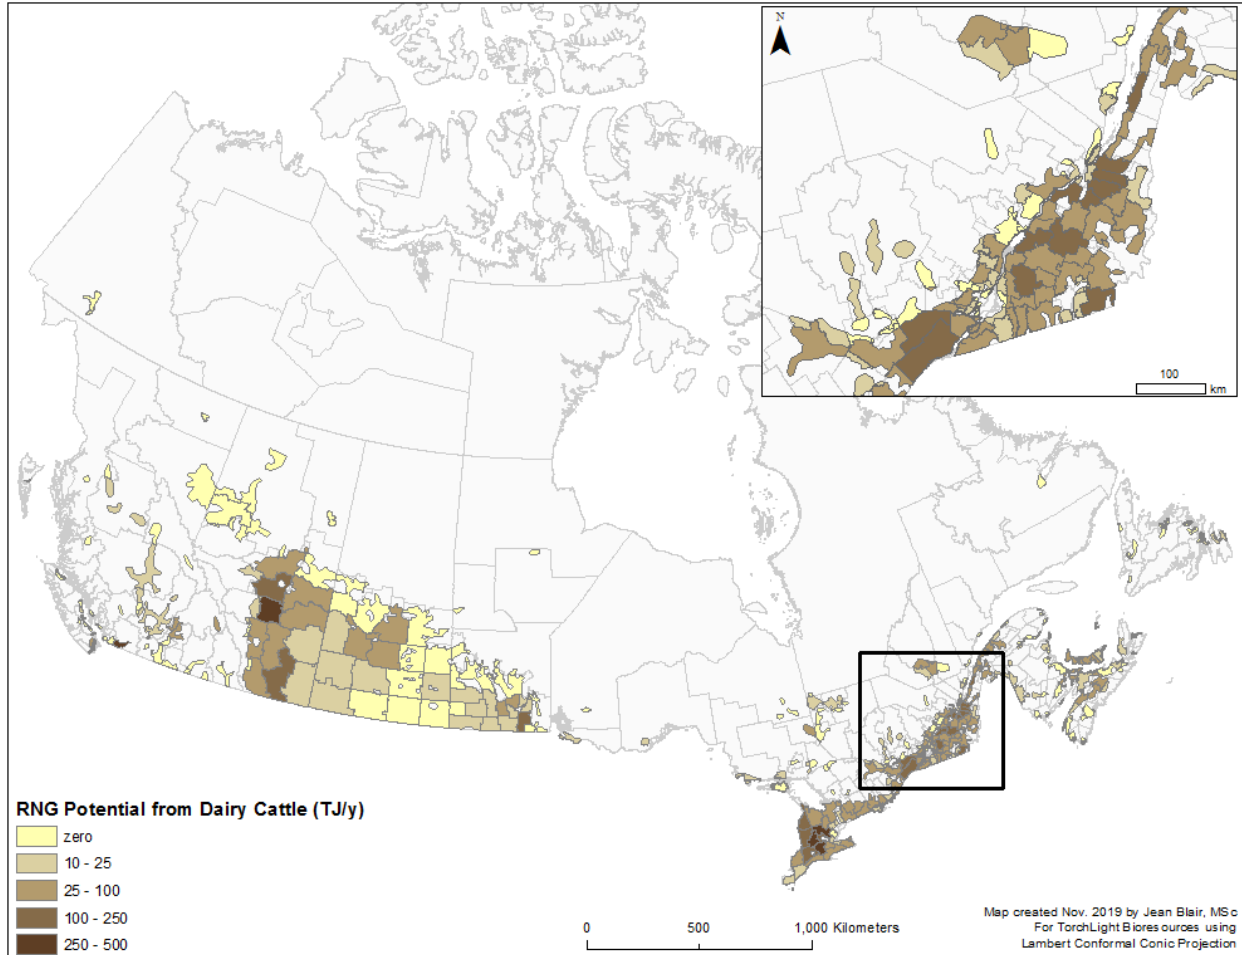 N
100
km
RNG Potential from Dairy Cattle (TJ/y)
zero
10 - 25
25 - 100
100 - 250
250 - 500
0 500 1,000 Kilometers
Map created Nov. 2019 by Jean Blair, MSc
For TorchLight Bioresources using
Lambert Conformal Conic Projection